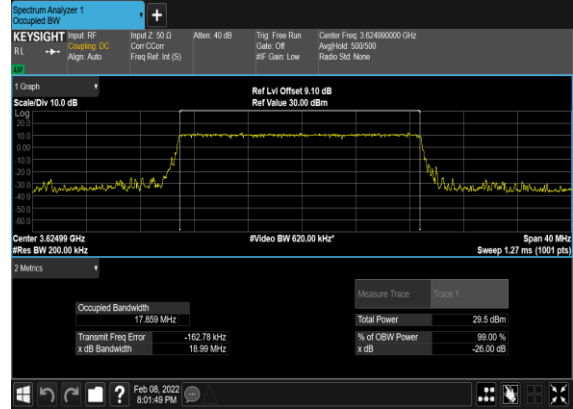 Spectrum Analyzer 1
Occupied BW
+
KEYSIGHT Input: RF Input Z: 50 Ω Atten: 40 dB Trig: Free Run Center Freq: 3.624990000 GHz
RL Coupling: DC Corr CCorr Gate: Off Avg|Hold: 500/500
Align: Auto Freq Ref: Int (S) #IF Gain: Low Radio Std: None
1 Graph
Ref Lvl Offset 9.10 dB
Scale/Div 10.0 dB Ref Value 30.00 dBm
Log
20.0
10.0
0.00
-10.0
-20.0
-30.0
-40.0
-50.0
-60.0
Center 3.62499 GHz #Video BW 620.00 kHz* Span 40 MHz
#Res BW 200.00 kHz Sweep 1.27 ms (1001 pts)
2 Metrics
Measure Trace Trace 1
Occupied Bandwidth
17.859 MHz Total Power 29.5 dBm
Transmit Freq Error -162.78 kHz % of OBW Power 99.00 %
x dB Bandwidth 18.99 MHz x dB -26.00 dB
? Feb 08, 2022
8:01:49 PM